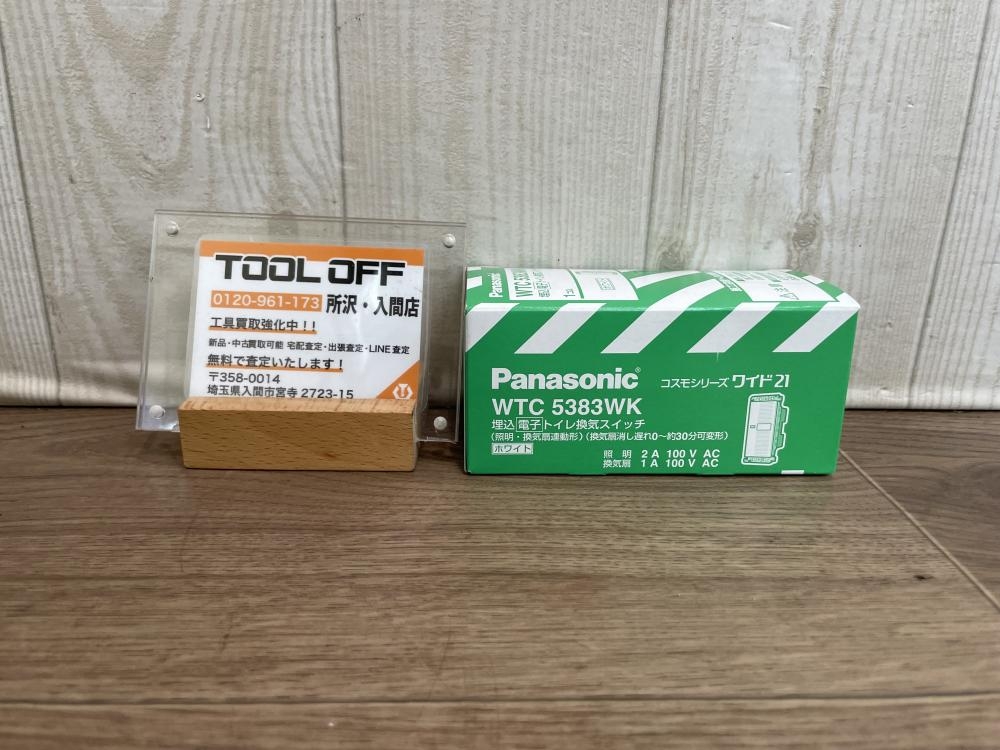 TOOL OFF
0120-961-173 所沢・入間店
工具買取強化中!!
新品・中古買取可能 宅配査定・出張査定・LINE査定
無料で査定いたします!
〒358-0014
埼玉県入間市宮寺 2723-15
Panasonic
1コ入
Panasonic
コスモシリーズ ワイド21
WTC 5383WK
埋込 電子 トイレ換気スイッチ
(照明・換気扇連動形)(換気扇消し遅れ0〜約30分可変形)
ホワイト
照 明 2 A 100 V AC
換気扇 1 A 100 V AC